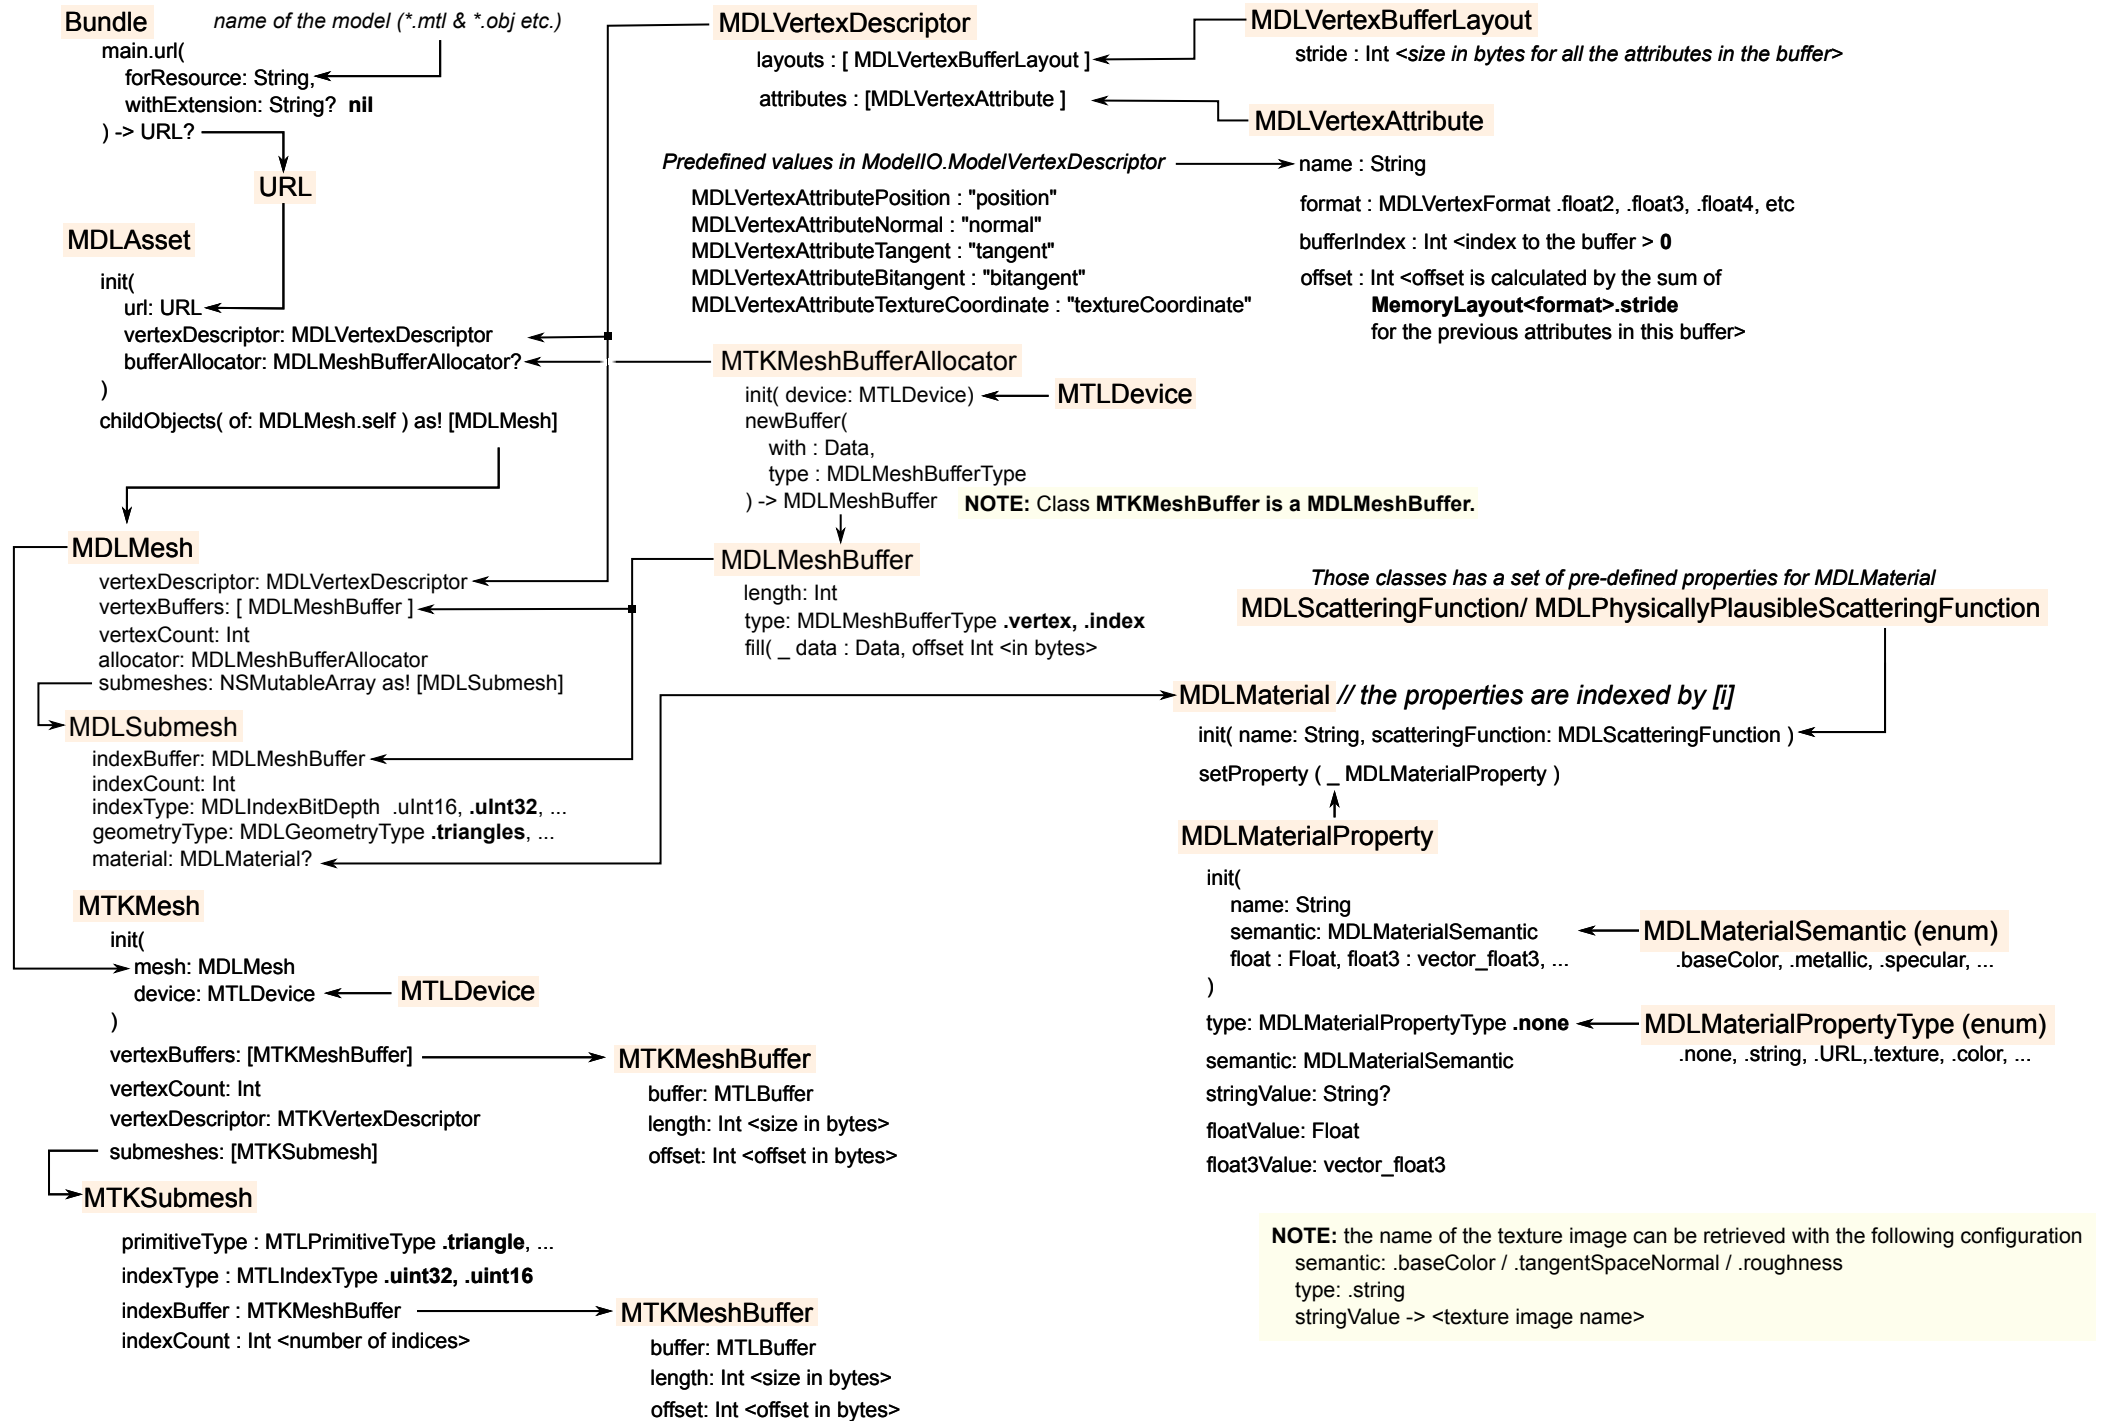 Bundle
name of the model (*.mtl & *.obj etc.)
main.url(
forResource: String,
withExtension: String? nil
) -> URL?
URL
MDLAsset
init(
url: URL
vertexDescriptor: MDLVertexDescriptor
bufferAllocator: MDLMeshBufferAllocator?
)
childObjects( of: MDLMesh.self ) as! [MDLMesh]
MDLMesh
vertexDescriptor: MDLVertexDescriptor
vertexBuffers: [ MDLMeshBuffer ]
vertexCount: Int
allocator: MDLMeshBufferAllocator
submeshes: NSMutableArray as! [MDLSubmesh]
MDLSubmesh
indexBuffer: MDLMeshBuffer
indexCount: Int
indexType: MDLIndexBitDepth .uInt16, .uInt32, ...
geometryType: MDLGeometryType .triangles, ...
material: MDLMaterial?
MTKMesh
init(
mesh: MDLMesh
device: MTLDevice
MTLDevice
)
vertexBuffers: [MTKMeshBuffer]
vertexCount: Int
vertexDescriptor: MTKVertexDescriptor
submeshes: [MTKSubmesh]
MTKMeshBuffer
buffer: MTLBuffer
length: Int <size in bytes>
offset: Int <offset in bytes>
MTKSubmesh
primitiveType : MTLPrimitiveType .triangle, ...
indexType : MTLIndexType .uint32, .uint16
indexBuffer : MTKMeshBuffer
indexCount : Int <number of indices>
MTKMeshBuffer
buffer: MTLBuffer
length: Int <size in bytes>
offset: Int <offset in bytes>
MDLVertexDescriptor
layouts : [ MDLVertexBufferLayout ]
attributes : [MDLVertexAttribute ]
MDLVertexBufferLayout
stride : Int <size in bytes for all the attributes in the buffer>
MDLVertexAttribute
Predefined values in ModelIO.ModelVertexDescriptor
MDLVertexAttributePosition : "position"
MDLVertexAttributeNormal : "normal"
MDLVertexAttributeTangent : "tangent"
MDLVertexAttributeBitangent : "bitangent"
MDLVertexAttributeTextureCoordinate : "textureCoordinate"
name : String
format : MDLVertexFormat .float2, .float3, .float4, etc
bufferIndex : Int <index to the buffer > 0
offset : Int <offset is calculated by the sum of
MemoryLayout<format>.stride
for the previous attributes in this buffer>
MTKMeshBufferAllocator
init( device: MTLDevice)
MTLDevice
newBuffer(
with : Data,
type : MDLMeshBufferType
) -> MDLMeshBuffer
NOTE: Class MTKMeshBuffer is a MDLMeshBuffer.
MDLMeshBuffer
length: Int
type: MDLMeshBufferType .vertex, .index
fill( _ data : Data, offset Int <in bytes>
Those classes has a set of pre-defined properties for MDLMaterial
MDLScatteringFunction/ MDLPhysicallyPlausibleScatteringFunction
MDLMaterial // the properties are indexed by [i]
init( name: String, scatteringFunction: MDLScatteringFunction )
setProperty ( _ MDLMaterialProperty )
MDLMaterialProperty
init(
name: String
semantic: MDLMaterialSemantic
float : Float, float3 : vector_float3, ...
)
MDLMaterialSemantic (enum)
.baseColor, .metallic, .specular, ...
type: MDLMaterialPropertyType .none
MDLMaterialPropertyType (enum)
.none, .string, .URL,.texture, .color, ...
semantic: MDLMaterialSemantic
stringValue: String?
floatValue: Float
float3Value: vector_float3
NOTE: the name of the texture image can be retrieved with the following configuration
semantic: .baseColor / .tangentSpaceNormal / .roughness
type: .string
stringValue -> <texture image name>